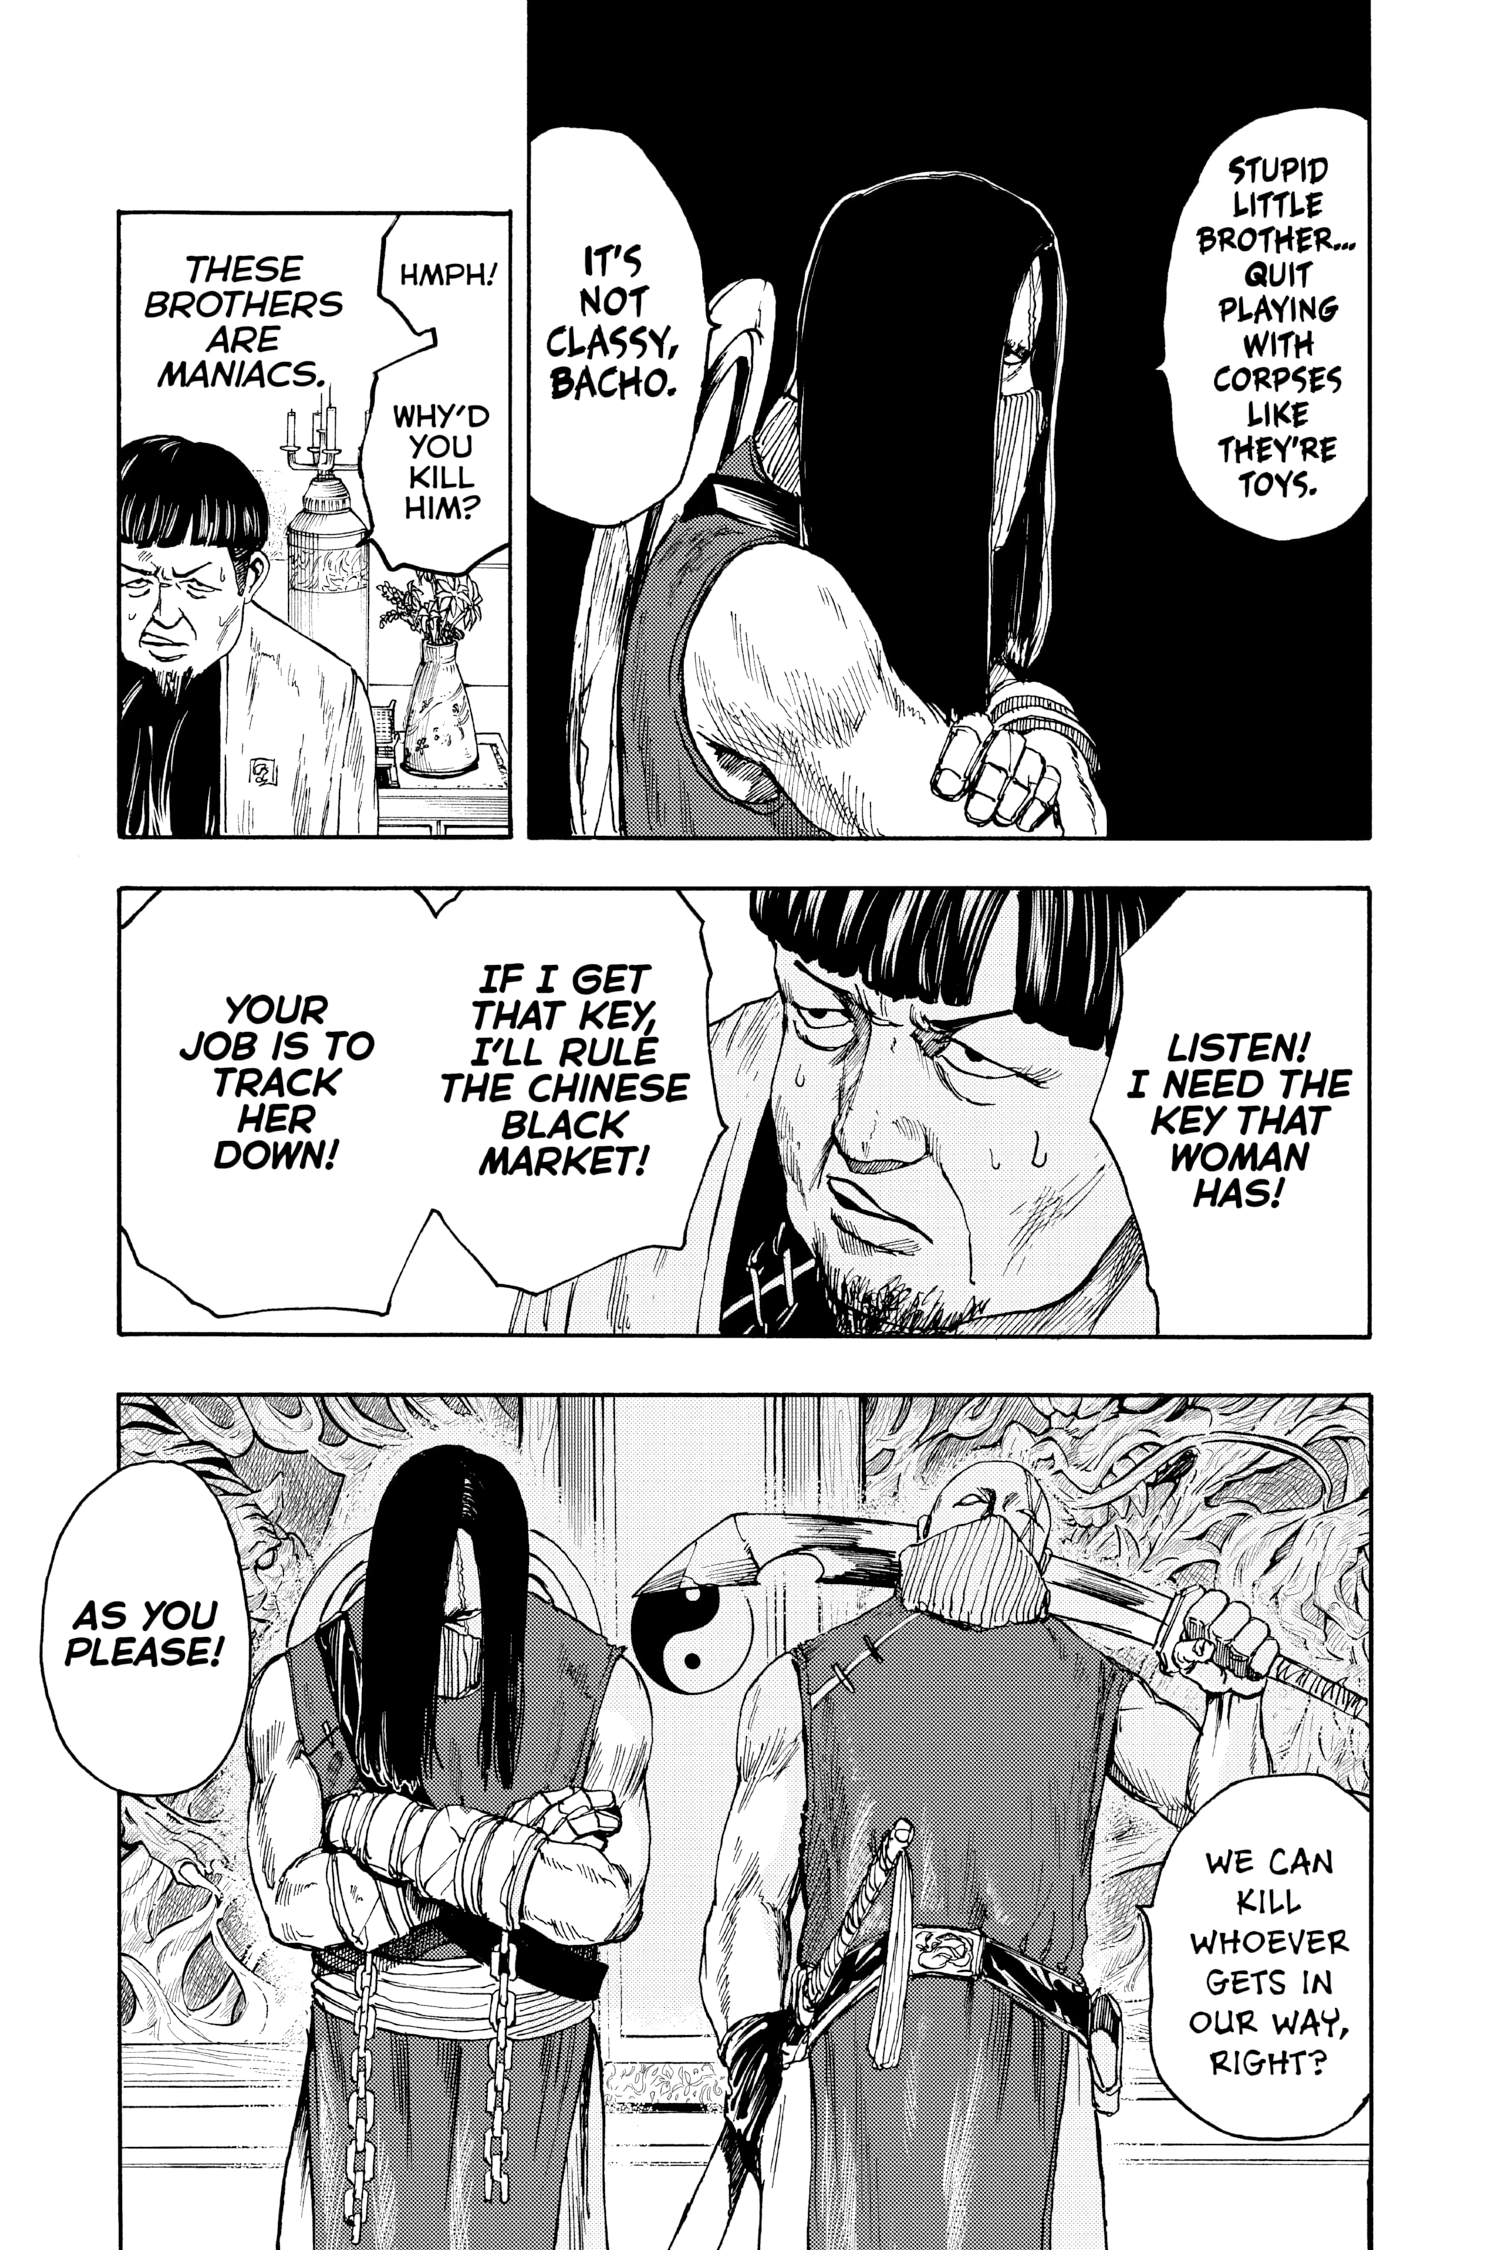 STUPID
LITTLE
BROTHER...
QUIT
PLAYING
WITH
CORPSES
LIKE
THEY'RE
TOYS.
IT'S
NOT
CLASSY,
BACHO.
HMPH!
WHY'D
YOU
KILL
HIM?
THESE
BROTHERS
ARE
MANIACS.
LISTEN!
I NEED THE
KEY THAT
WOMAN
HAS!
IF I GET
THAT KEY,
I'LL RULE
THE CHINESE
BLACK
MARKET!
YOUR
JOB IS TO
TRACK
HER
DOWN!
WE CAN
KILL
WHOEVER
GETS IN
OUR WAY,
RIGHT?
AS YOU
PLEASE!